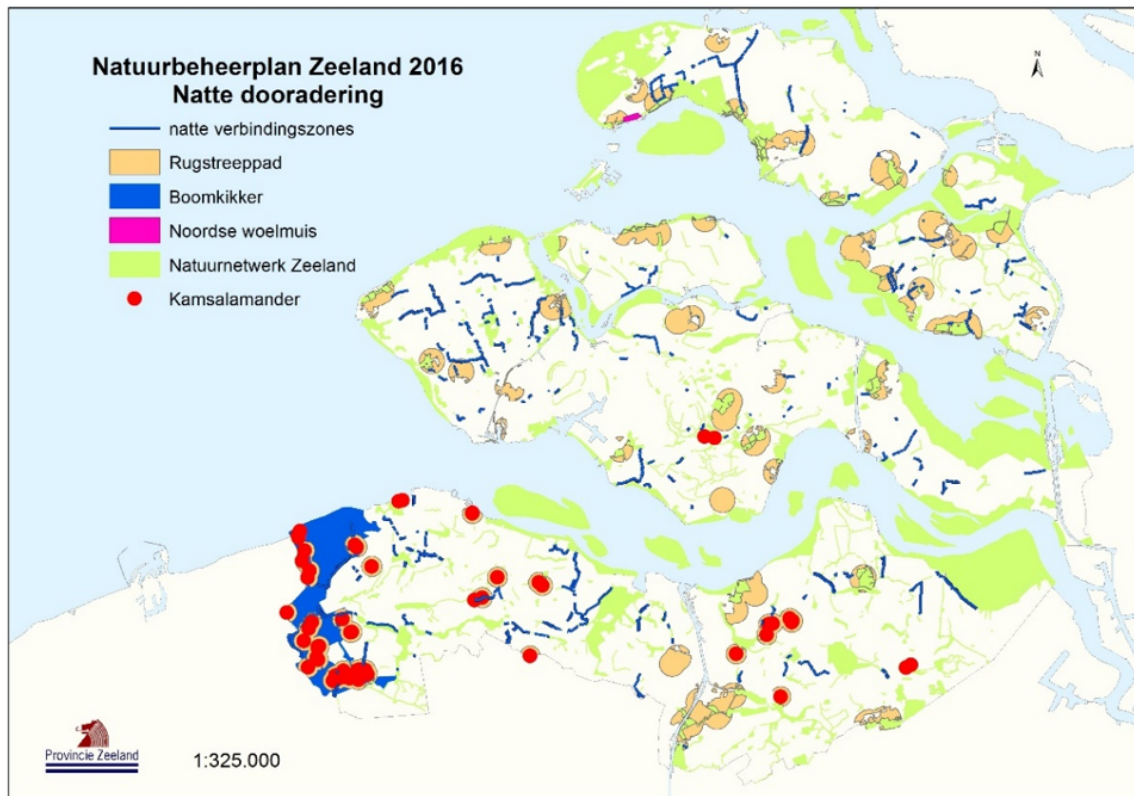 Natuurbeheerplan Zeeland 2016
Natte dooradering
natte verbindingszones
Rugstreeppad
Boomkikker
Noordse woelmuis
Natuurnetwerk Zeeland
Kamsalamander
N
Provincie Zeeland
1:325.000